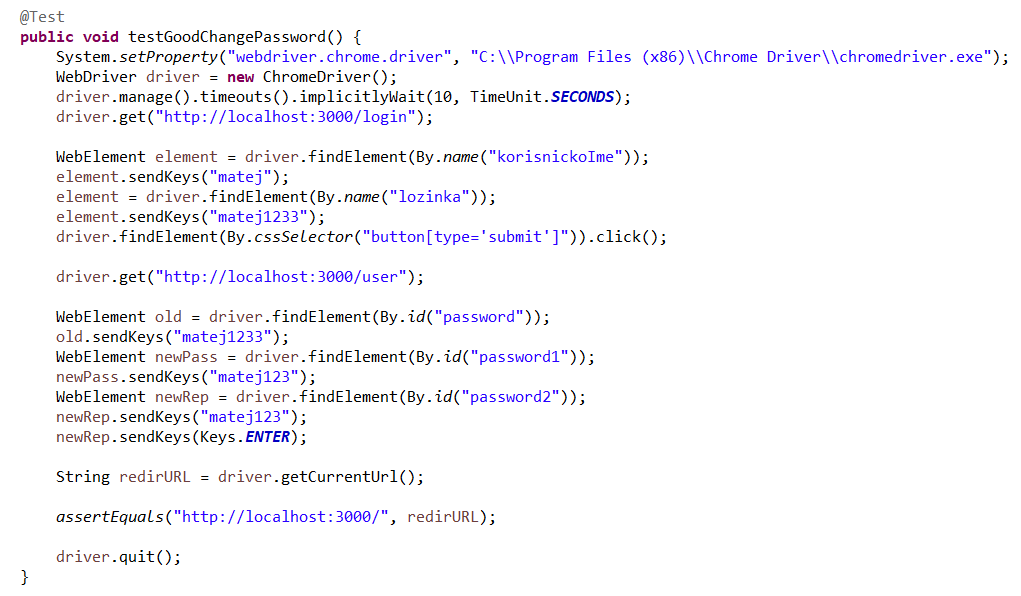 @Test
public void testGoodChangePassword() {
    System.setProperty("webdriver.chrome.driver", "C:\\Program Files (x86)\\Chrome Driver\\chromedriver.exe");
    WebDriver driver = new ChromeDriver();
    driver.manage().timeouts().implicitlyWait(10, TimeUnit.SECONDS);
    driver.get("http://localhost:3000/login");

    WebElement element = driver.findElement(By.name("korisnickoIme"));
    element.sendKeys("matej");
    element = driver.findElement(By.name("lozinka"));
    element.sendKeys("matej1233");
    driver.findElement(By.cssSelector("button[type='submit']")).click();

    driver.get("http://localhost:3000/user");

    WebElement old = driver.findElement(By.id("password"));
    old.sendKeys("matej1233");
    WebElement newPass = driver.findElement(By.id("password1"));
    newPass.sendKeys("matej123");
    WebElement newRep = driver.findElement(By.id("password2"));
    newRep.sendKeys("matej123");
    newRep.sendKeys(Keys.ENTER);

    String redirURL = driver.getCurrentUrl();

    assertEquals("http://localhost:3000/", redirURL);

    driver.quit();
}